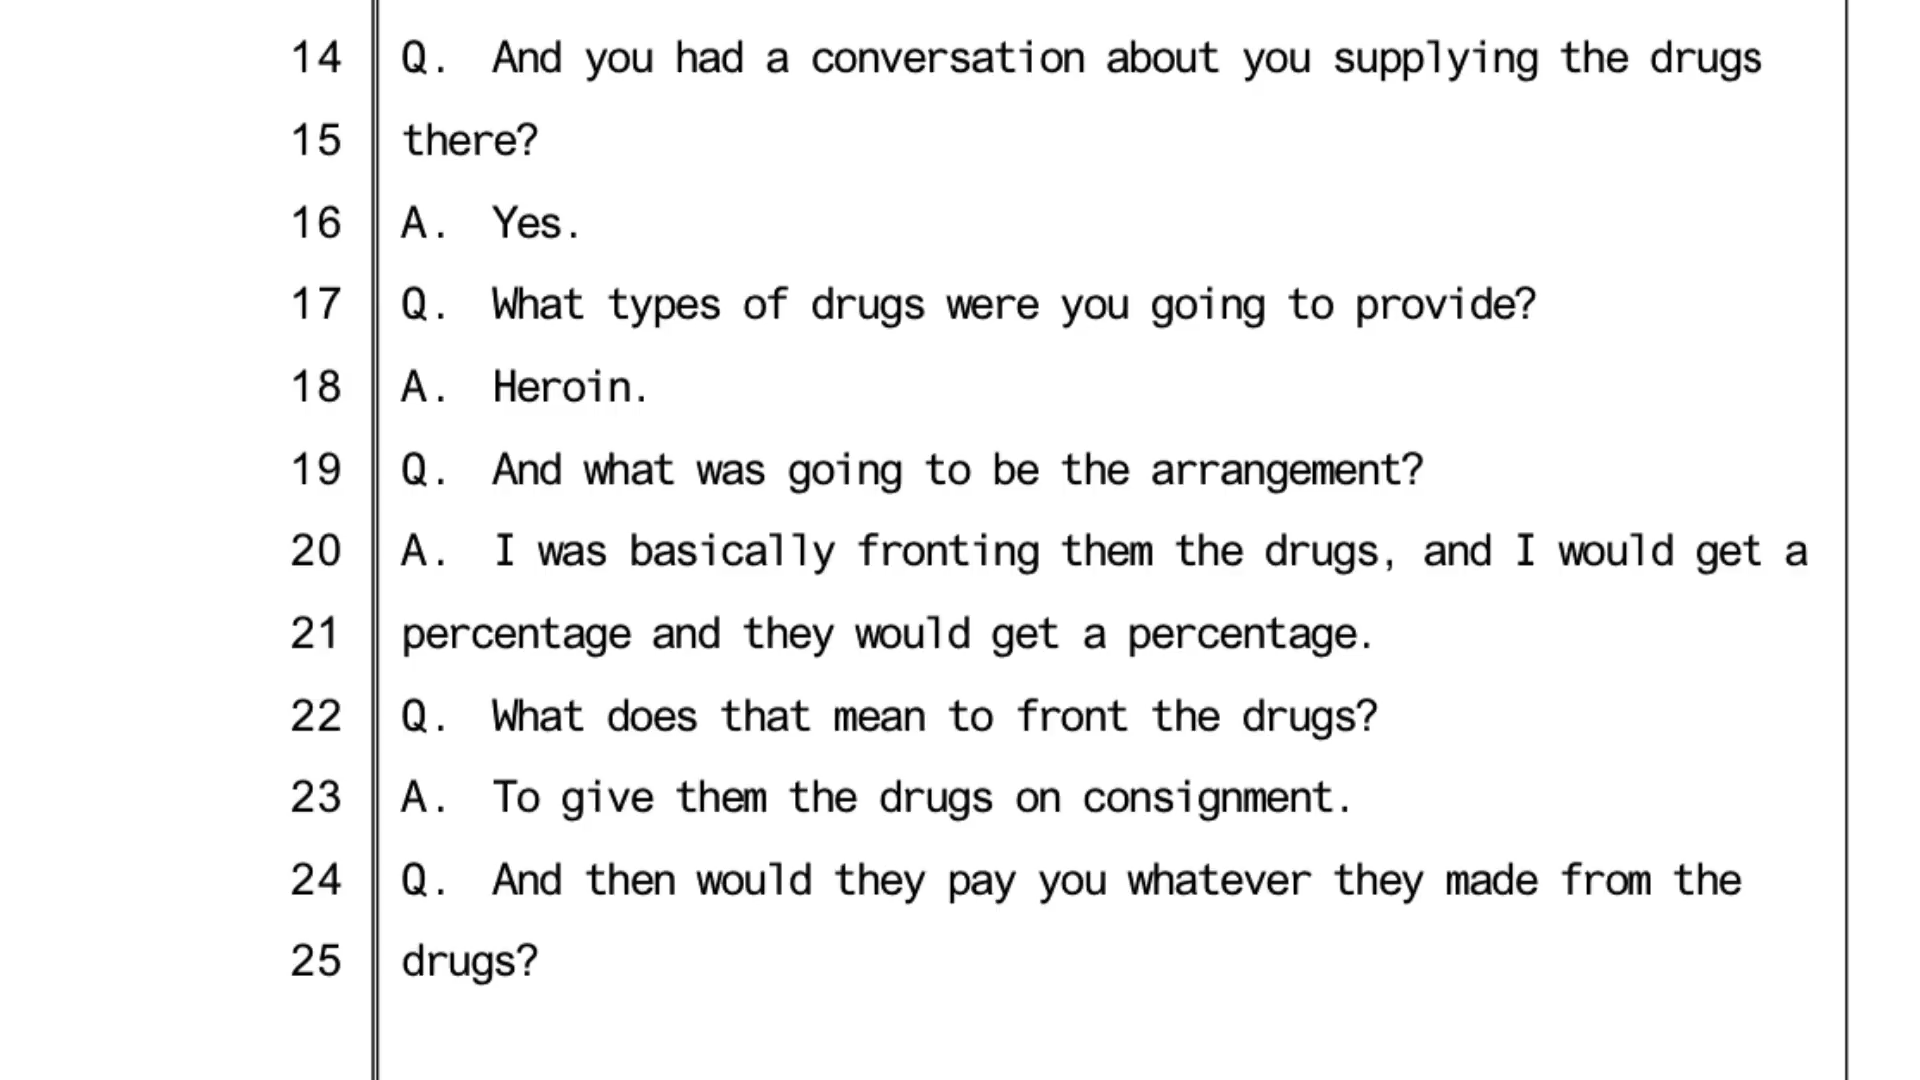 14 Q. And you had a conversation about you supplying the drugs
15 there?
16 A. Yes.
17 Q. What types of drugs were you going to provide?
18 A. Heroin.
19 Q. And what was going to be the arrangement?
20 A. I was basically fronting them the drugs, and I would get a
21 percentage and they would get a percentage.
22 Q. What does that mean to front the drugs?
23 A. To give them the drugs on consignment.
24 Q. And then would they pay you whatever they made from the
25 drugs?